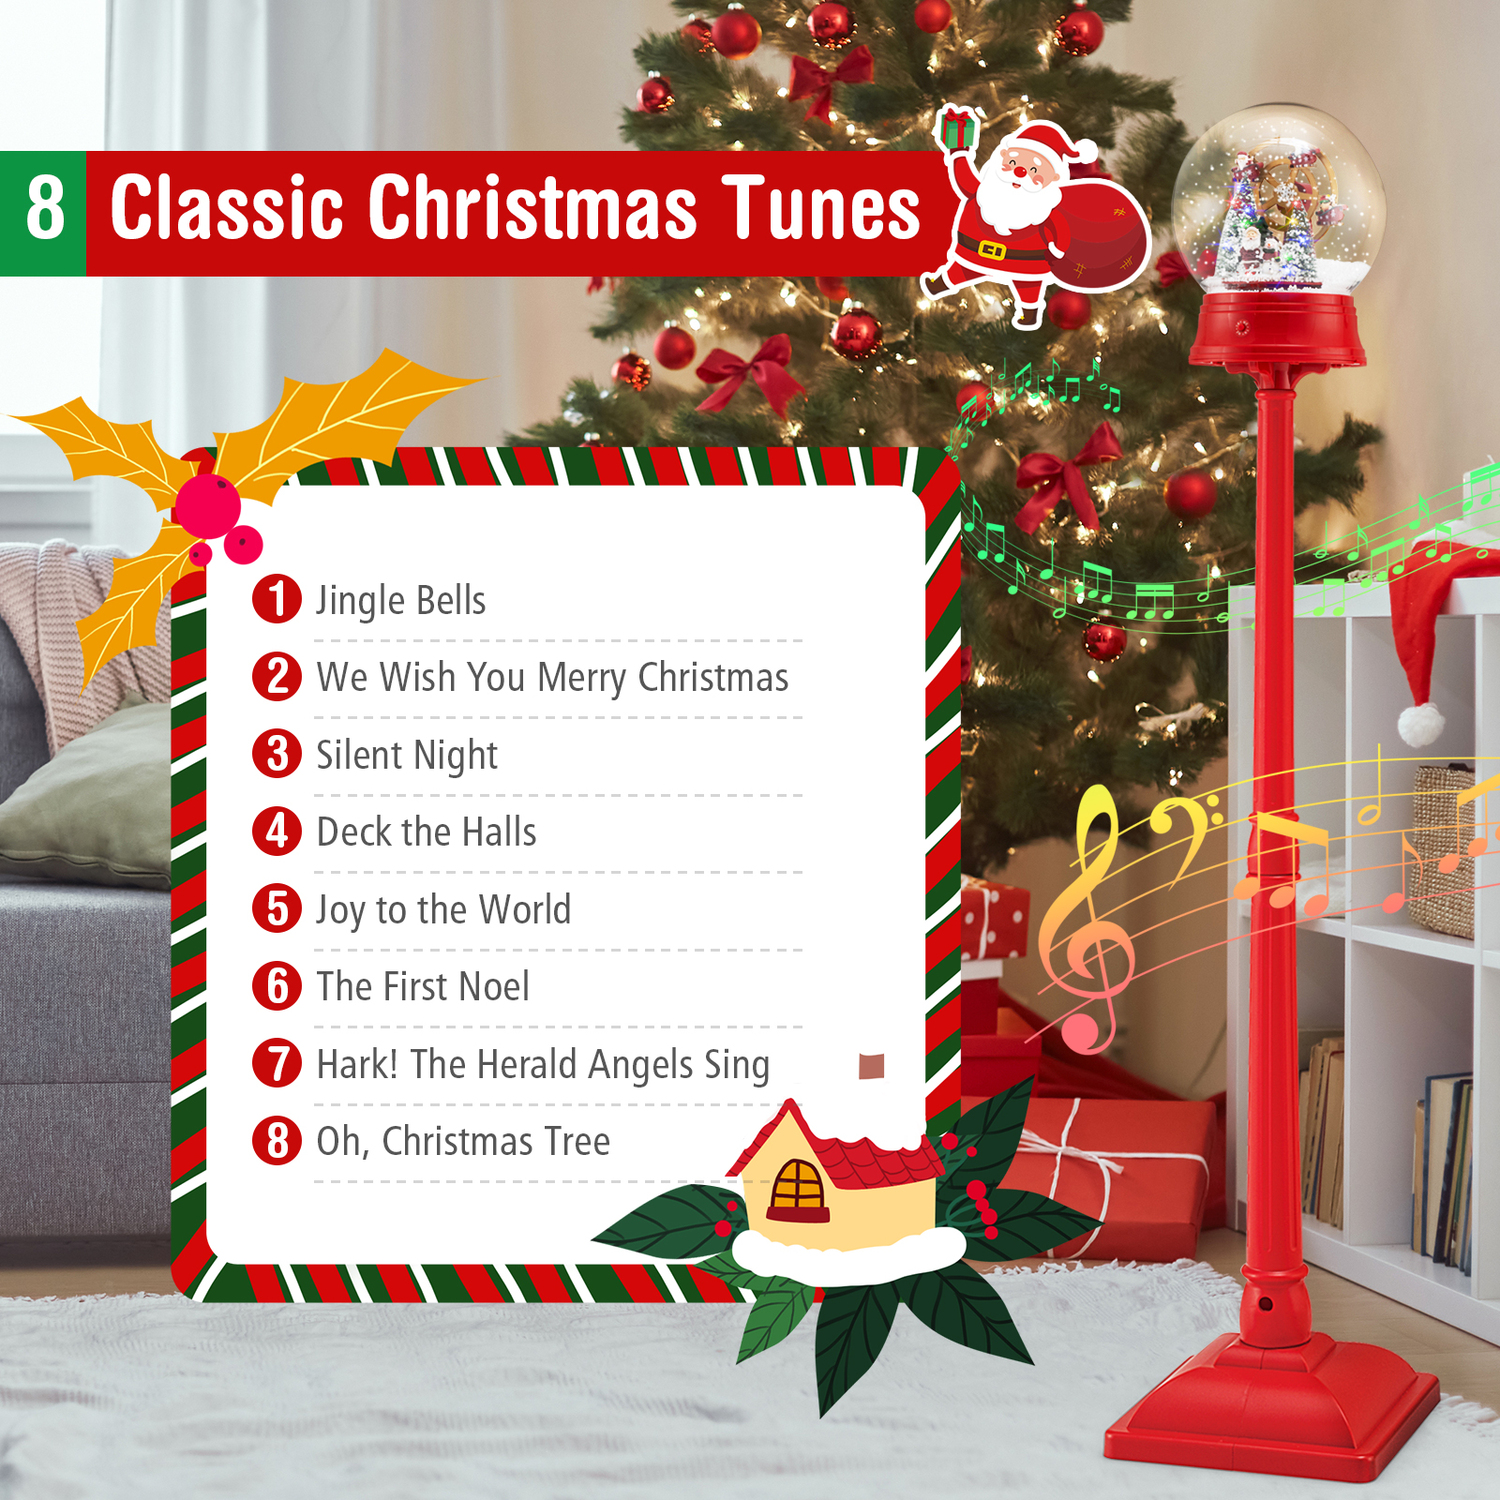 8 Classic Christmas Tunes
1 Jingle Bells
2 We Wish You Merry Christmas
3 Silent Night
4 Deck the Halls
5 Joy to the World
6 The First Noel
7 Hark! The Herald Angels Sing
8 Oh, Christmas Tree